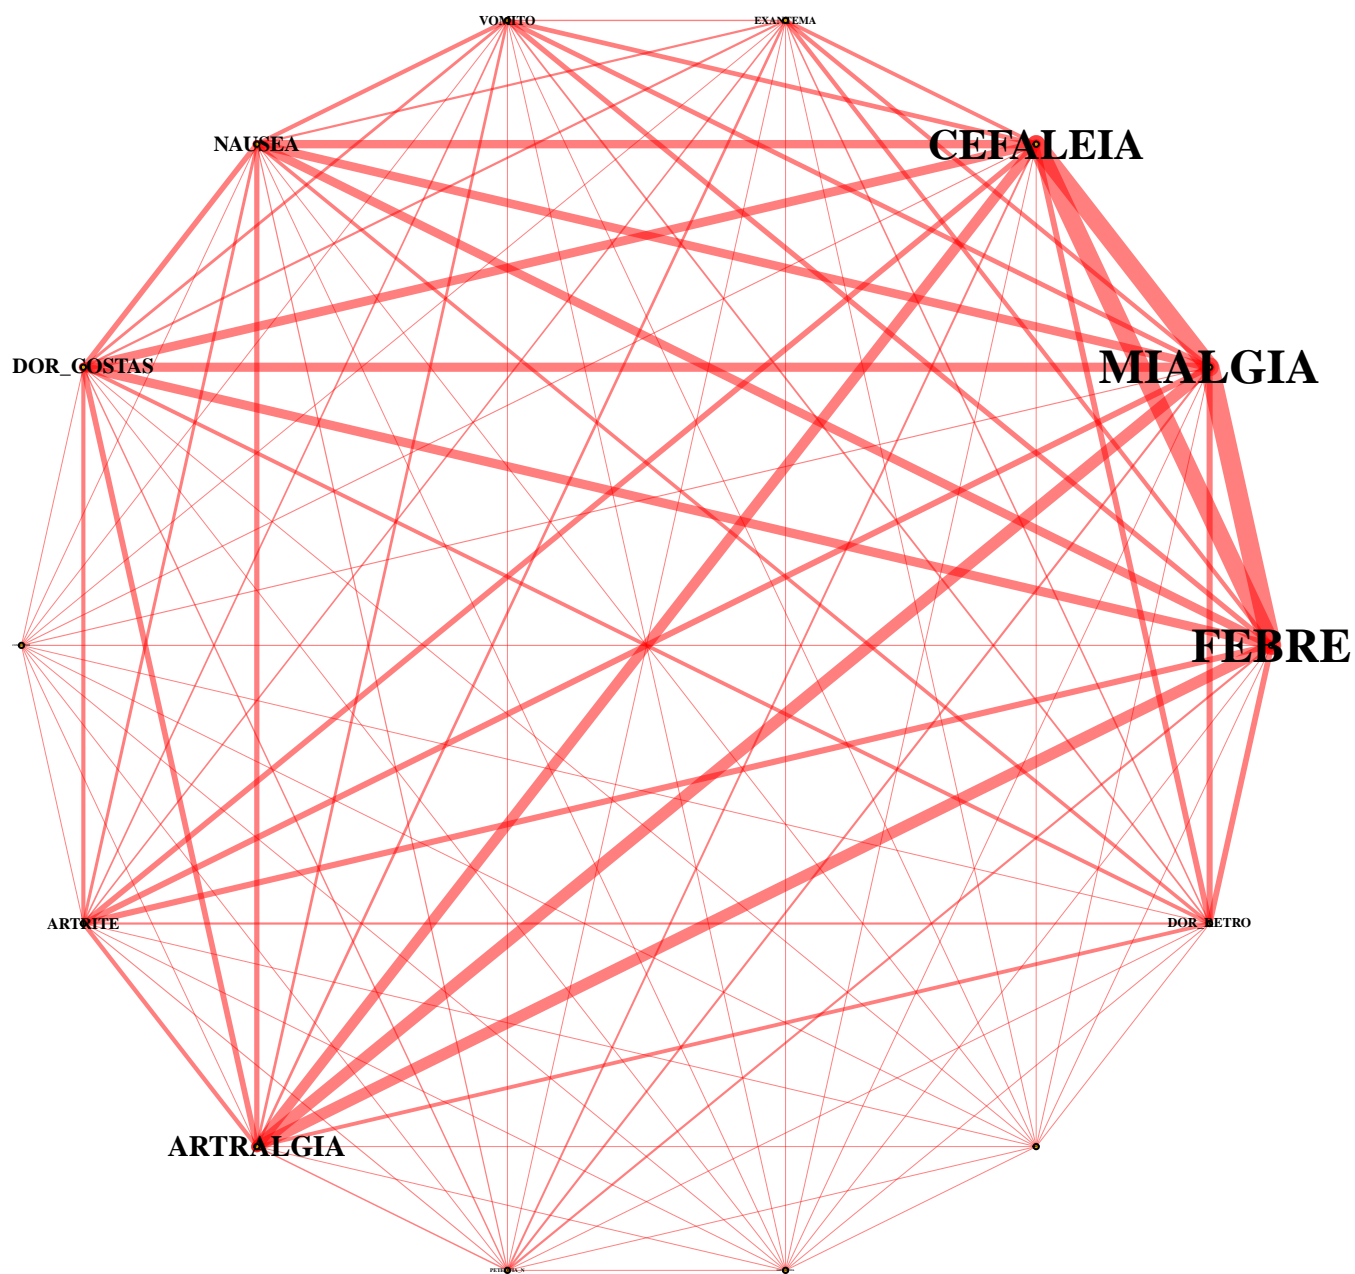 VOMITO
EXANTEMA
CEFALEIA
NAUSEA
MIALGIA
DOR_COSTAS
FEBRE
ARTRITE
DOR_RETRO
ARTRALGIA